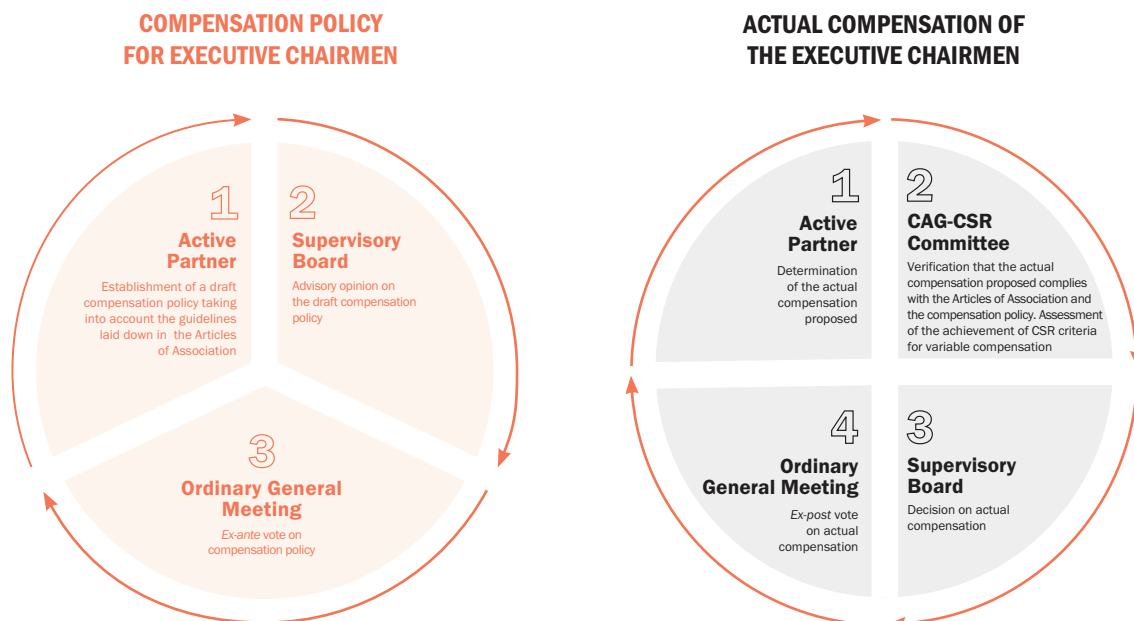 COMPENSATION POLICY
FOR EXECUTIVE CHAIRMEN
1
Active
Partner
Establishment of a draft
compensation policy taking
into account the guidelines
laid down in the Articles
of Association
2
Supervisory
Board
Advisory opinion on
the draft compensation
policy
3
Ordinary General
Meeting
Ex-ante vote on
compensation policy
ACTUAL COMPENSATION OF
THE EXECUTIVE CHAIRMEN
1
Active
Partner
Determination
of the actual
compensation
proposed
2
CAG-CSR
Committee
Verification that the actual
compensation proposed complies
with the Articles of Association and
the compensation policy. Assessment
of the achievement of CSR criteria
for variable compensation
3
Supervisory
Board
Decision on actual
compensation
4
Ordinary
General Meeting
Ex-post vote
on actual
compensation